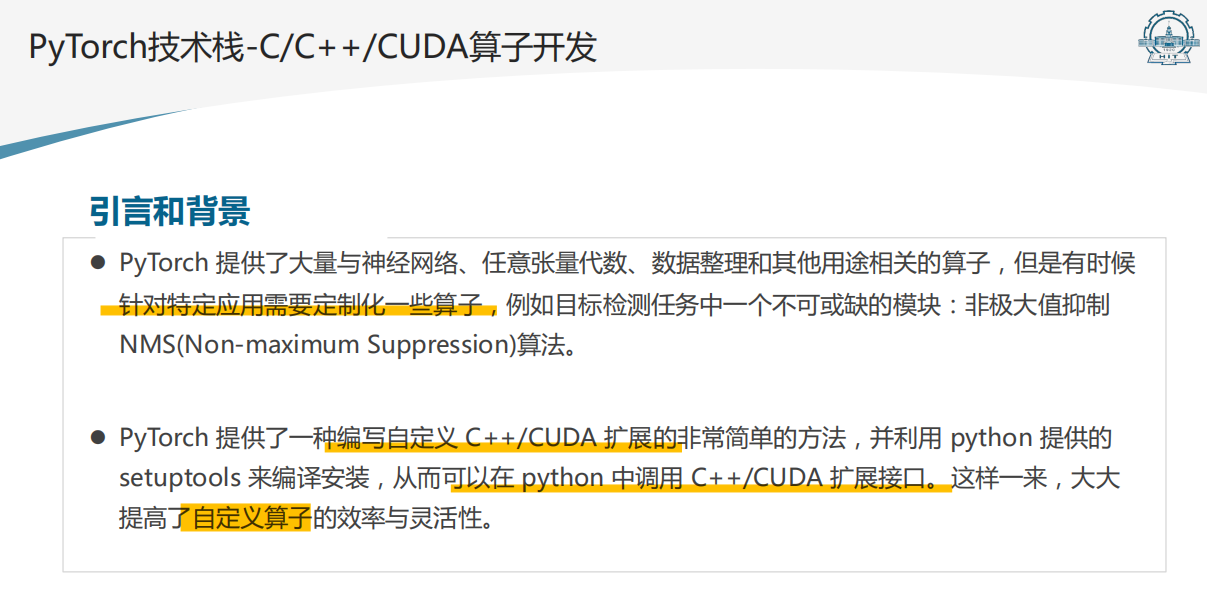 PyTorch技术栈-C/C++/CUDA算子开发
HIT
引言和背景
● PyTorch 提供了大量与神经网络、任意张量代数、数据整理和其他用途相关的算子，但是有时候
针对特定应用需要定制化一些算子，例如目标检测任务中一个不可或缺的模块：非极大值抑制
NMS(Non-maximum Suppression)算法。
● PyTorch 提供了一种编写自定义 C++/CUDA 扩展的非常简单的方法，并利用 python 提供的
setuptools 来编译安装，从而可以在 python 中调用 C++/CUDA 扩展接口。这样一来，大大
提高了自定义算子的效率与灵活性。